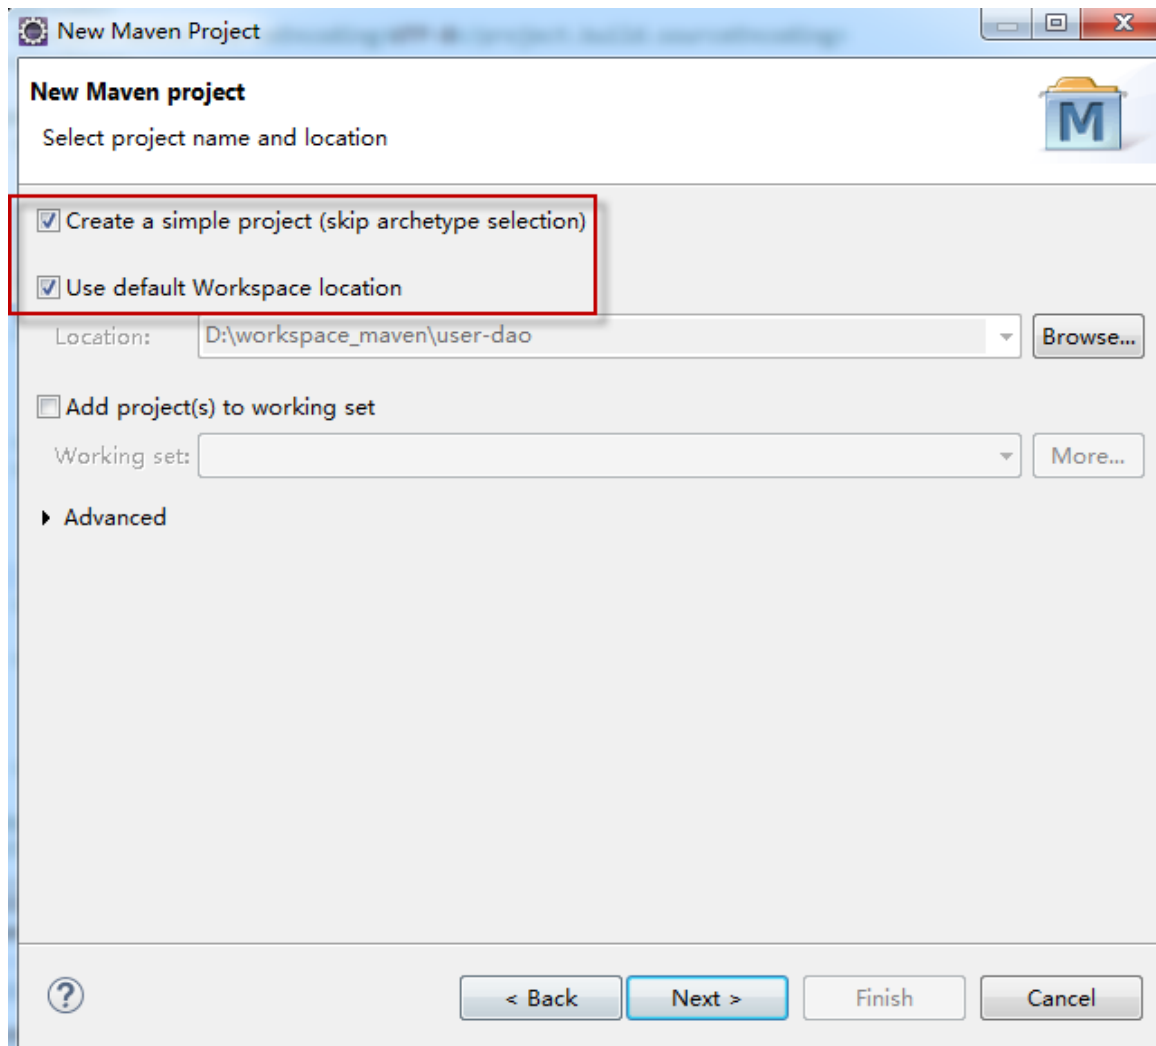 New Maven Project
New Maven project
Select project name and location
M
Create a simple project (skip archetype selection)
Use default Workspace location
Location: D:\workspace_maven\user-dao Browse...
Add project(s) to working set
Working set: More...
Advanced
? < Back Next > Finish Cancel